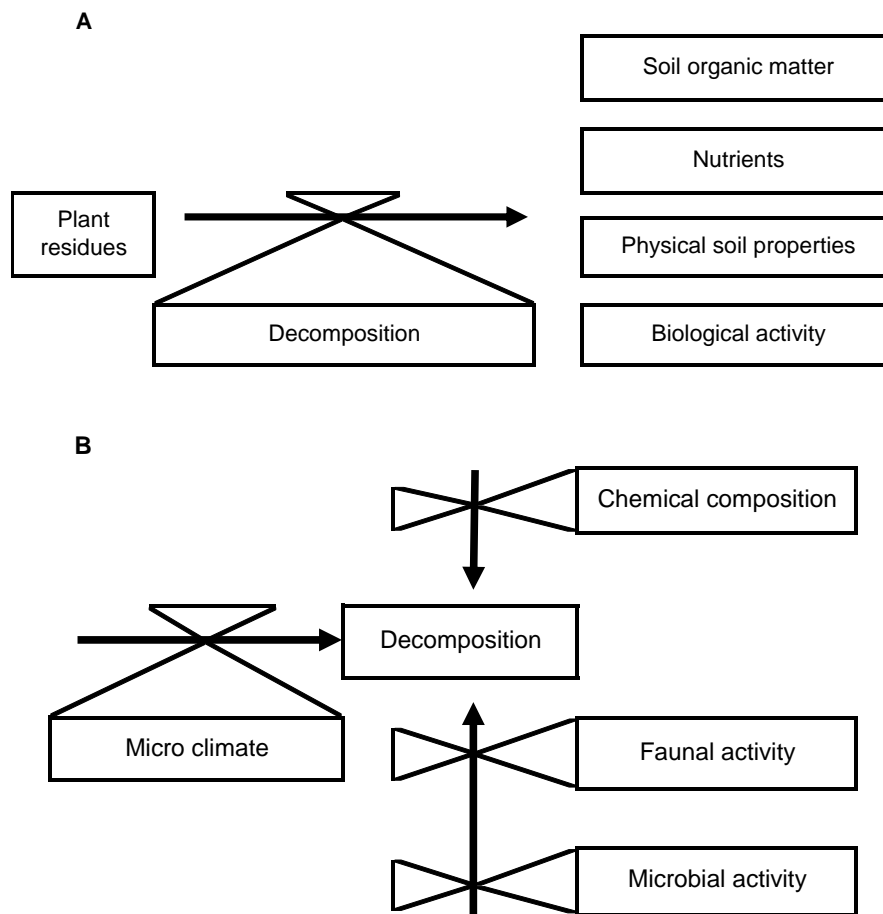 A
Soil organic matter
Nutrients
Plant
residues
Physical soil properties
Decomposition
Biological activity
B
Chemical composition
Decomposition
Micro climate
Faunal activity
Microbial activity